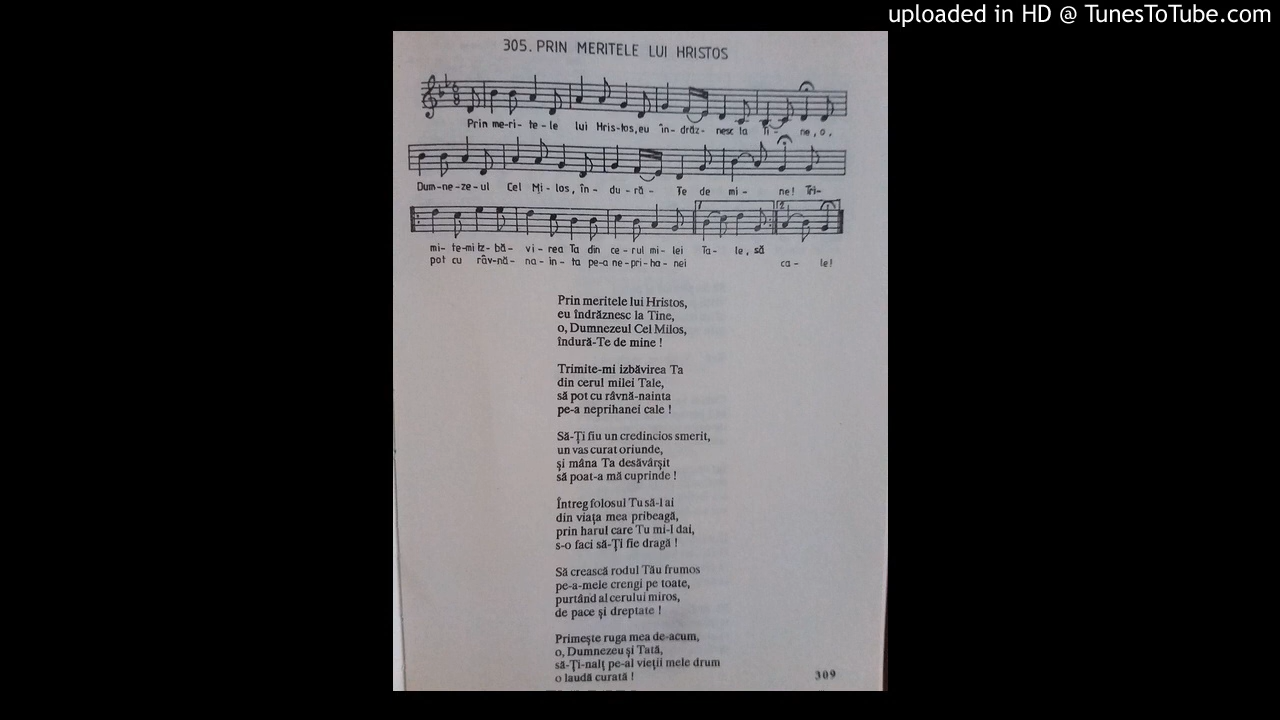 uploaded in HD @ TunesToTube.com
305. PRIN MERITELE LUI HRISTOS
Prin me-ri-te-le lui Hris-tos, eu în-drăz-nesc la Ti-ne, o,
Dum-ne-ze-ul Cel Mi-los, în-du-ră-Te de mi-ne! Tri-
mi-te-mi iz-bă-vi-rea Ta din ce-rul mi-lei Ta-le, să
pot cu râv-nă-na-in-ta pe-a ne-pri-ha-nei ca-le!
Prin meritele lui Hristos,
eu îndrăznesc la Tine,
o, Dumnezeul Cel Milos,
îndură-Te de mine !
Trimite-mi izbăvirea Ta
din cerul milei Tale,
să pot cu râvnă-nainta
pe-a neprihanei cale !
Să-Ţi fiu un credincios smerit,
un vas curat oriunde,
şi mâna Ta desăvârşit
să poat-a mă cuprinde !
Întreg folosul Tu să-l ai
din viaţa mea pribeagă,
prin harul care Tu mi-l dai,
s-o faci să-Ţi fie dragă !
Să crească rodul Tău frumos
pe-a-mele crengi pe toate,
purtând al cerului miros,
de pace şi dreptate !
Primeşte ruga mea de-acum,
o, Dumnezeu şi Tată,
să-Ţi-nalţ pe-al vieţii mele drum
o laudă curată !
309